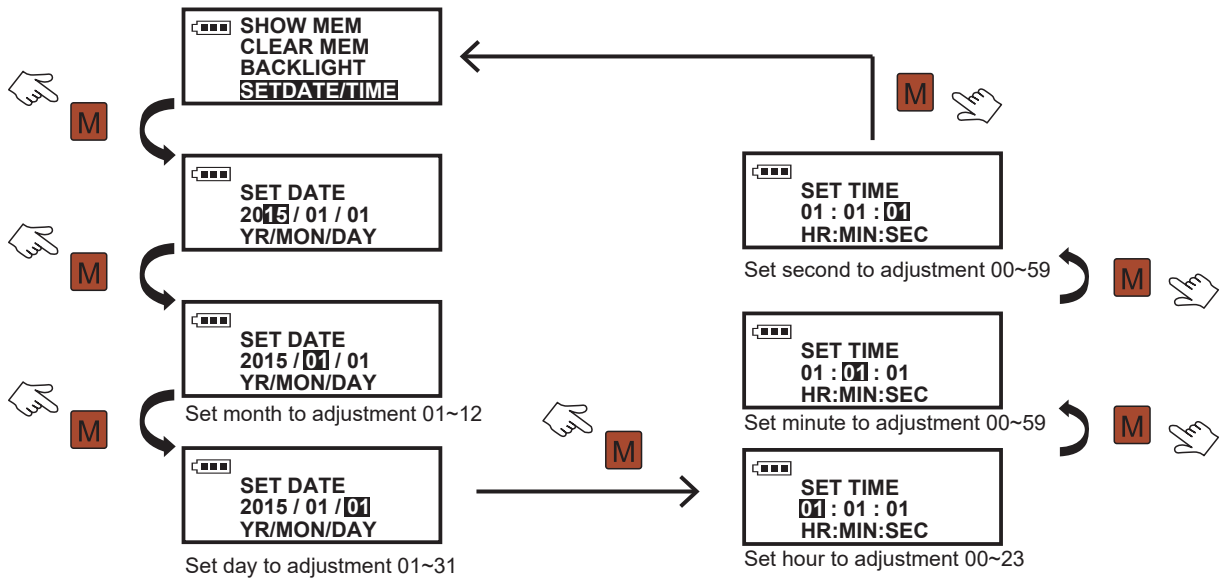 SHOW MEM
CLEAR MEM
BACKLIGHT
SETDATE/TIME
M
SET DATE
2015 / 01 / 01
YR/MON/DAY
M
SET DATE
2015 / 01 / 01
YR/MON/DAY
Set month to adjustment 01~12
M
SET DATE
2015 / 01 / 01
YR/MON/DAY
Set day to adjustment 01~31
M
SET TIME
01 : 01 : 01
HR:MIN:SEC
Set hour to adjustment 00~23
M
SET TIME
01 : 01 : 01
HR:MIN:SEC
Set minute to adjustment 00~59
M
SET TIME
01 : 01 : 01
HR:MIN:SEC
Set second to adjustment 00~59
M